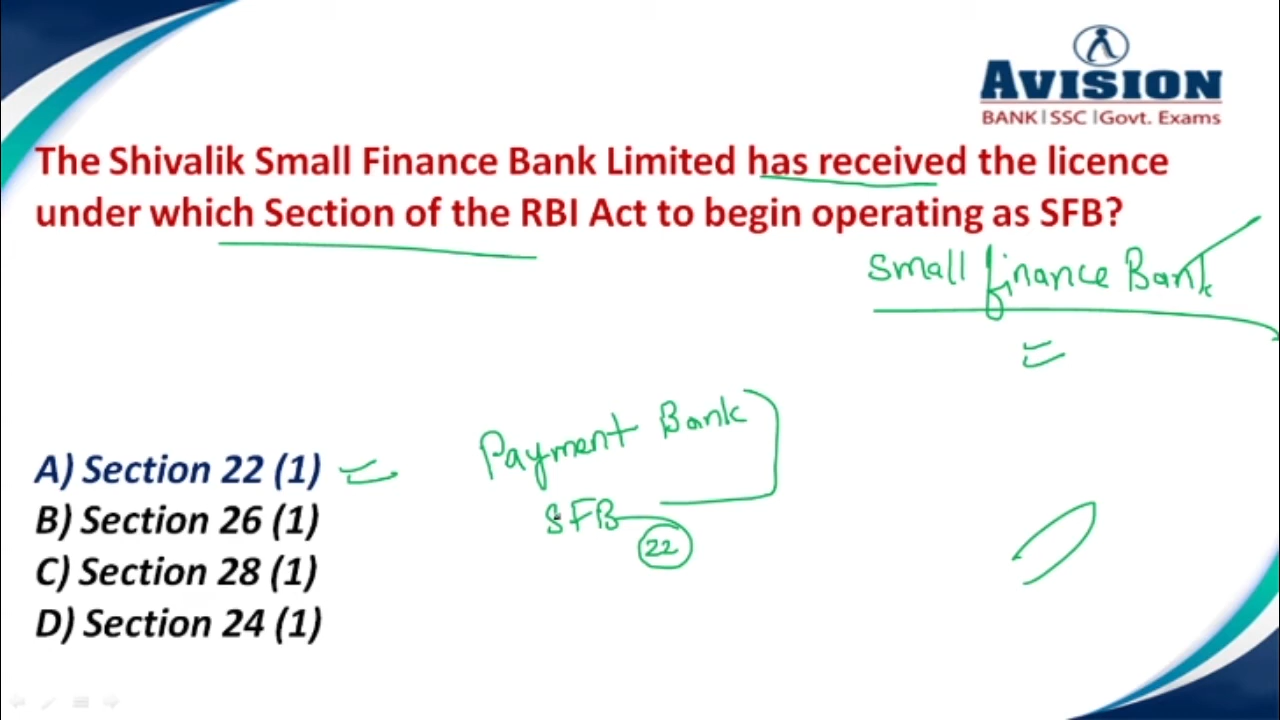 AVISION
BANK | SSC | Govt. Exams
The Shivalik Small Finance Bank Limited has received the licence
under which Section of the RBI Act to begin operating as SFB?
Small finance Bank
Payment Bank
A) Section 22 (1)
SFB
B) Section 26 (1)
22
C) Section 28 (1)
D) Section 24 (1)